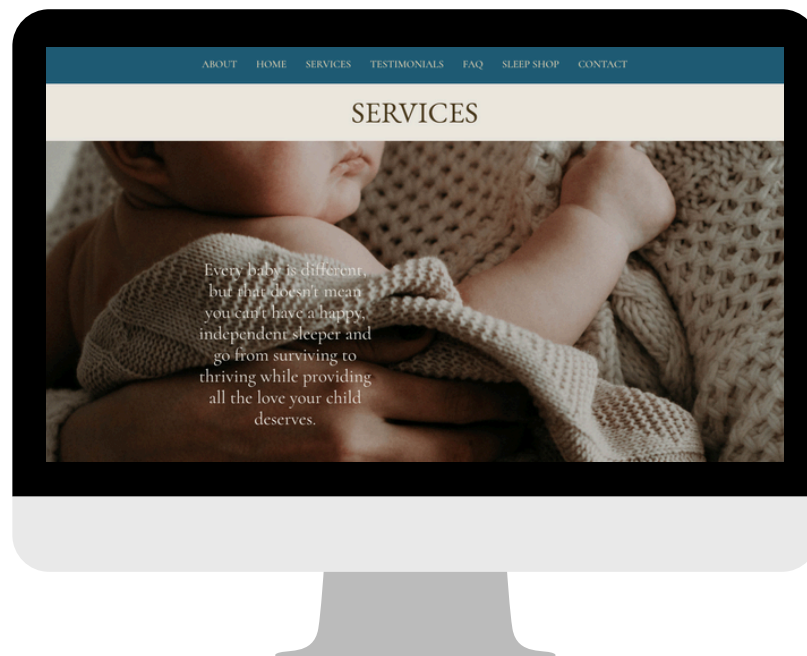 ABOUT HOME SERVICES TESTIMONIALS FAQ SLEEP SHOP CONTACT
SERVICES
Every baby is different,
but that doesn't mean
you can't have a happy,
independent sleeper and
go from surviving to
thriving while providing
all the love your child
deserves.